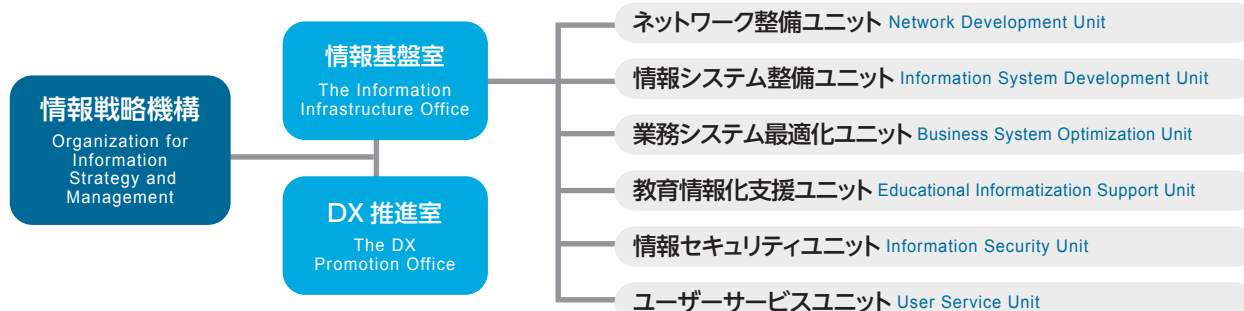 情報戦略機構
Organization for
Information
Strategy and
Management
情報基盤室
The Information
Infrastructure Office
DX 推進室
The DX
Promotion Office
ネットワーク整備ユニット Network Development Unit
情報システム整備ユニット Information System Development Unit
業務システム最適化ユニット Business System Optimization Unit
教育情報化支援ユニット Educational Informatization Support Unit
情報セキュリティユニット Information Security Unit
ユーザーサービスユニット User Service Unit